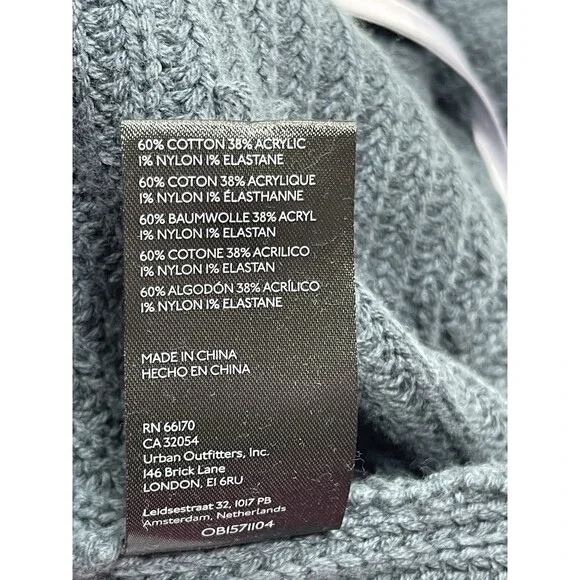 60% COTTON 38% ACRYLIC
1% NYLON 1% ELASTANE
60% COTON 38% ACRYLIQUE
1% NYLON 1% ÉLASTHANNE
60% BAUMWOLLE 38% ACRYL
1% NYLON 1% ELASTAN
60% COTONE 38% ACRILICO
1% NYLON 1% ELASTAN
60% ALGODÓN 38% ACRÍLICO
1% NYLON 1% ELASTANE
MADE IN CHINA
HECHO EN CHINA
RN 66170
CA 32054
Urban Outfitters, Inc.
146 Brick Lane
LONDON, E1 6RU
Leidsestraat 32, 1017 PB
Amsterdam, Netherlands
OB1571104